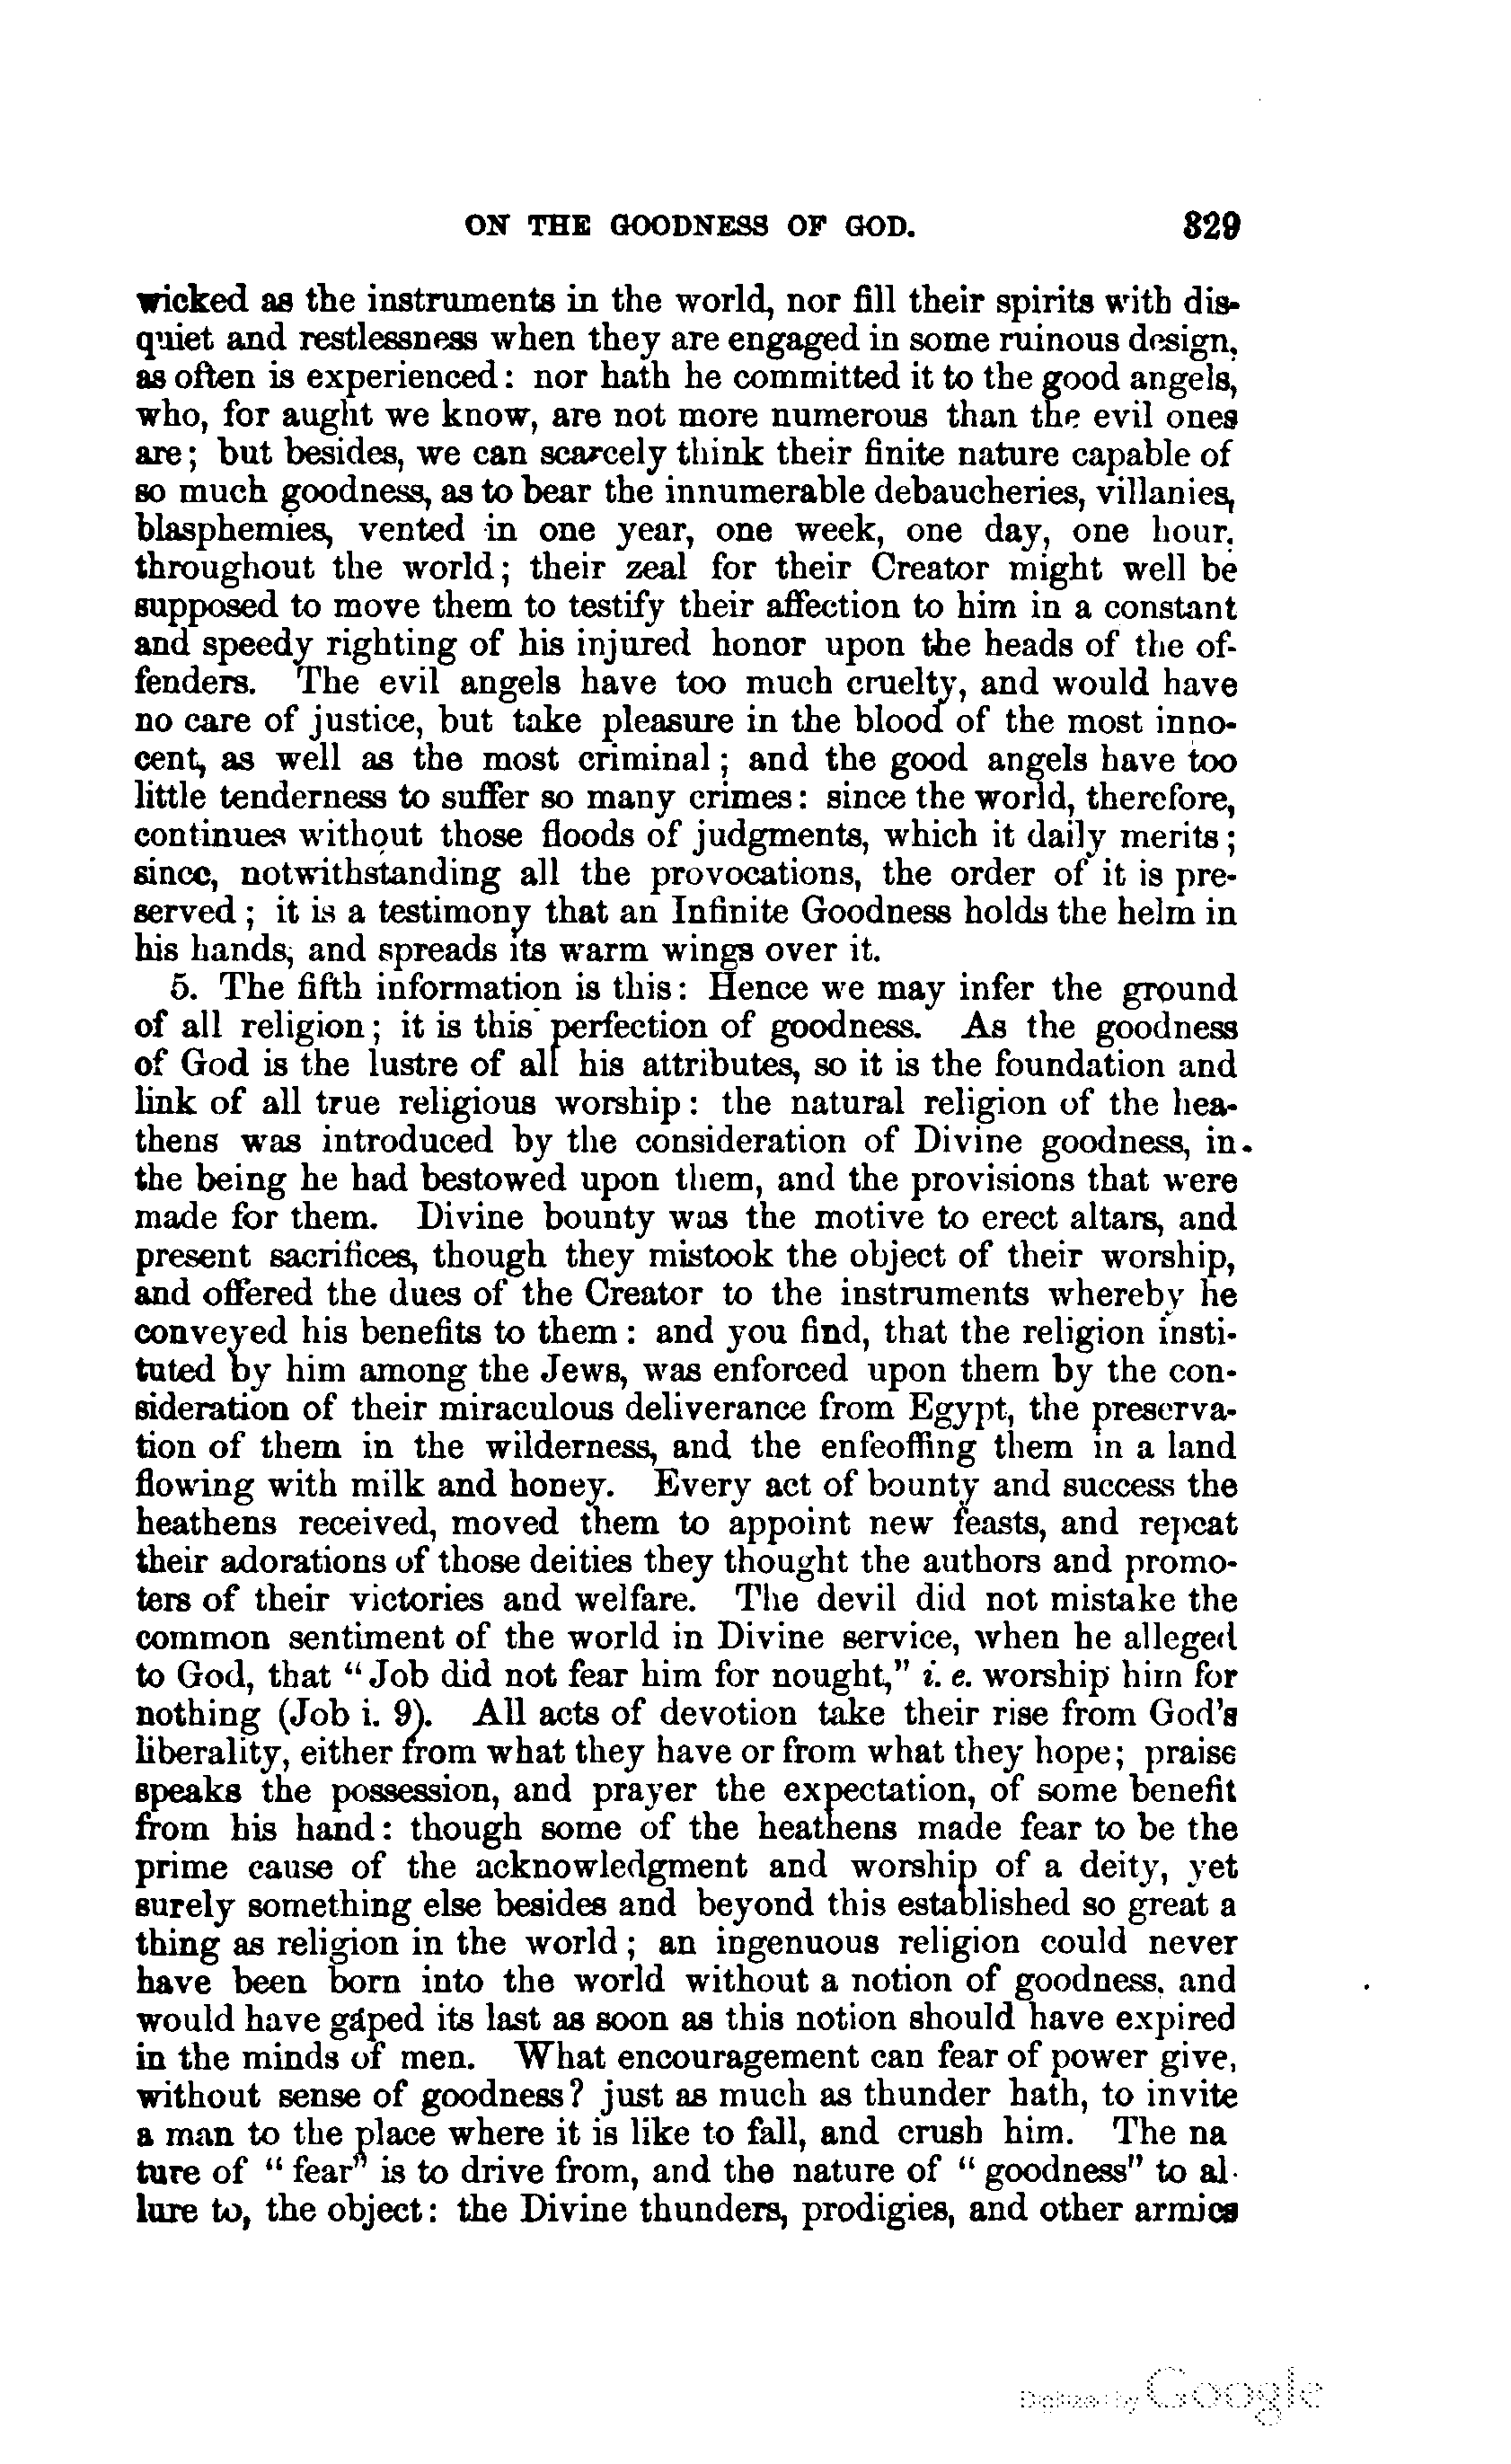 ON THE GOODNESS OF GOD. 329
wicked as the instruments in the world, nor fill their spirits with dis-
quiet and restlessness when they are engaged in some ruinous design,
as often is experienced: nor hath he committed it to the good angels,
who, for aught we know, are not more numerous than the evil ones
are; but besides, we can scarcely think their finite nature capable of
so much goodness, as to bear the innumerable debaucheries, villanies,
blasphemies, vented in one year, one week, one day, one hour,
throughout the world; their zeal for their Creator might well be
supposed to move them to testify their affection to him in a constant
and speedy righting of his injured honor upon the heads of the of-
fenders. The evil angels have too much cruelty, and would have
no care of justice, but take pleasure in the blood of the most inno-
cent, as well as the most criminal; and the good angels have too
little tenderness to suffer so many crimes: since the world, therefore,
continues without those floods of judgments, which it daily merits;
since, notwithstanding all the provocations, the order of it is pre-
served; it is a testimony that an Infinite Goodness holds the helm in
his hands, and spreads its warm wings over it.
5. The fifth information is this: Hence we may infer the ground
of all religion; it is this perfection of goodness. As the goodness
of God is the lustre of all his attributes, so it is the foundation and
link of all true religious worship: the natural religion of the hea-
thens was introduced by the consideration of Divine goodness, in
the being he had bestowed upon them, and the provisions that were
made for them. Divine bounty was the motive to erect altars, and
present sacrifices, though they mistook the object of their worship,
and offered the dues of the Creator to the instruments whereby he
conveyed his benefits to them: and you find, that the religion insti-
tuted by him among the Jews, was enforced upon them by the con-
sideration of their miraculous deliverance from Egypt, the preserva-
tion of them in the wilderness, and the enfeoffing them in a land
flowing with milk and honey. Every act of bounty and success the
heathens received, moved them to appoint new feasts, and repeat
their adorations of those deities they thought the authors and promo-
ters of their victories and welfare. The devil did not mistake the
common sentiment of the world in Divine service, when he alleged
to God, that "Job did not fear him for nought," i. e. worship him for
nothing (Job i. 9). All acts of devotion take their rise from God's
liberality, either from what they have or from what they hope; praise
speaks the possession, and prayer the expectation, of some benefit
from his hand: though some of the heathens made fear to be the
prime cause of the acknowledgment and worship of a deity, yet
surely something else besides and beyond this established so great a
thing as religion in the world; an ingenuous religion could never
have been born into the world without a notion of goodness, and
would have gaped its last as soon as this notion should have expired
in the minds of men. What encouragement can fear of power give,
without sense of goodness? just as much as thunder hath, to invite
a man to the place where it is like to fall, and crush him. The na
ture of "fear" is to drive from, and the nature of "goodness" to al-
lure to, the object: the Divine thunders, prodigies, and other armies
Digitized by Google